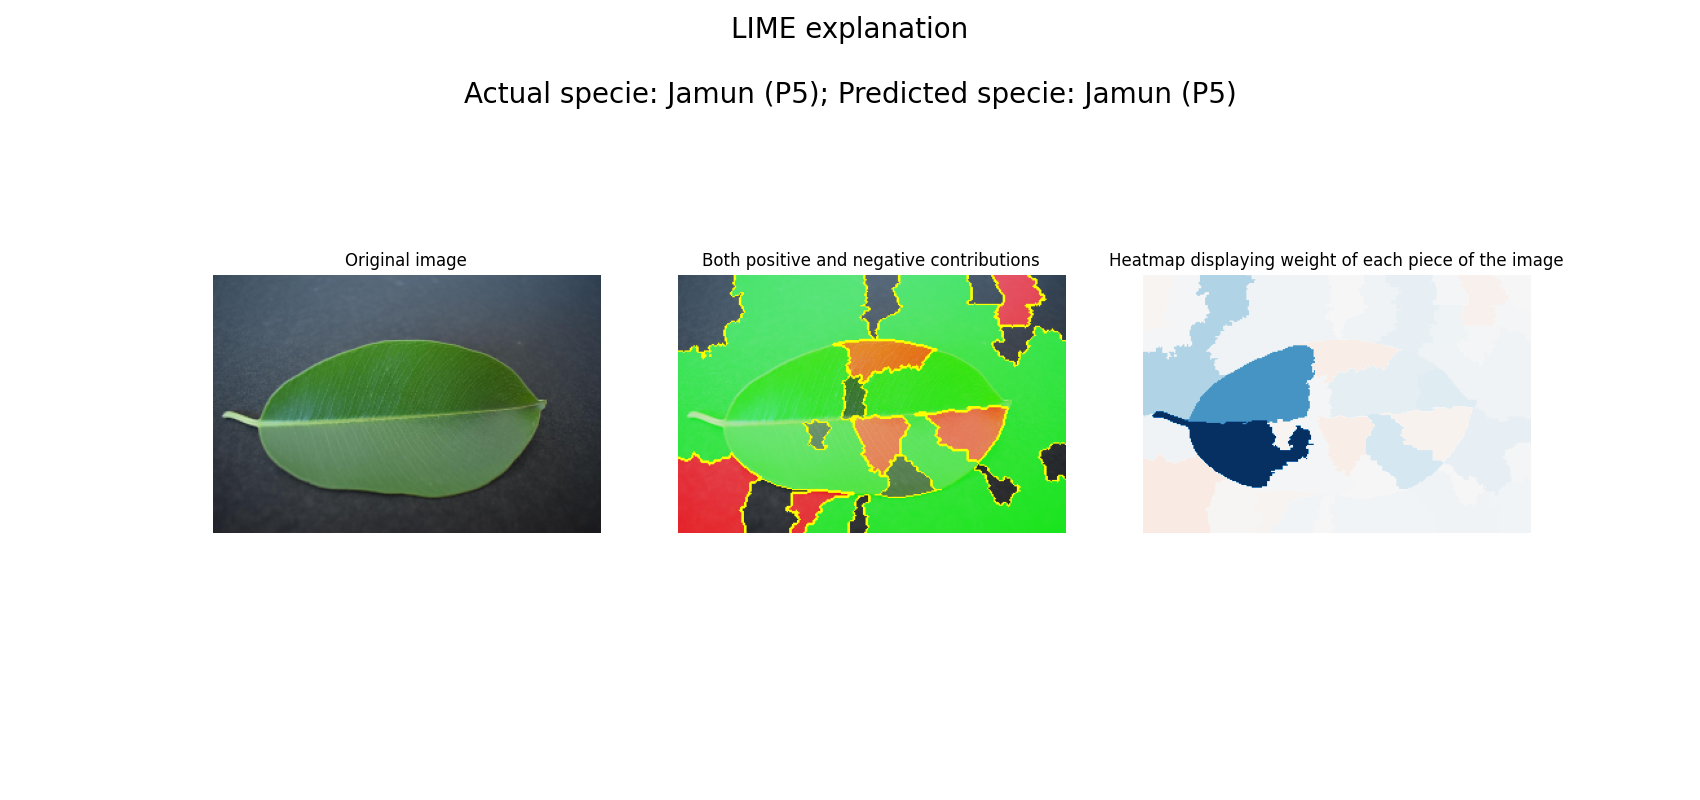 LIME explanation
Actual specie: Jamun (P5); Predicted specie: Jamun (P5)
Original image
Both positive and negative contributions
Heatmap displaying weight of each piece of the image